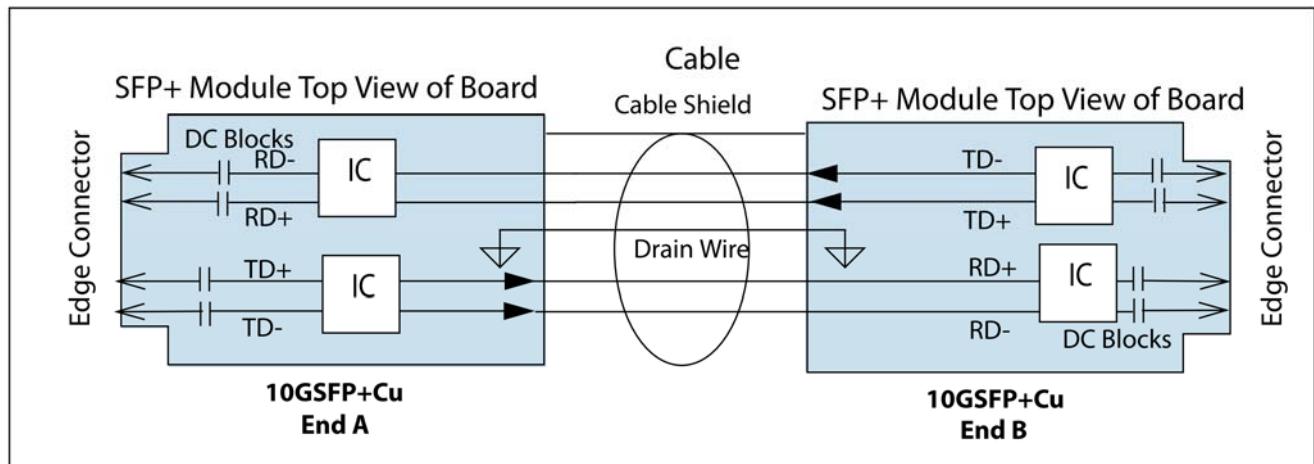 Cable
SFP+ Module Top View of Board
Cable Shield
SFP+ Module Top View of Board
Edge Connector
DC Blocks
RD-
IC
RD+
TD+
IC
TD-
Drain Wire
TD-
IC
TD+
RD+
IC
RD-
DC Blocks
Edge Connector
10GSFP+Cu
End A
10GSFP+Cu
End B